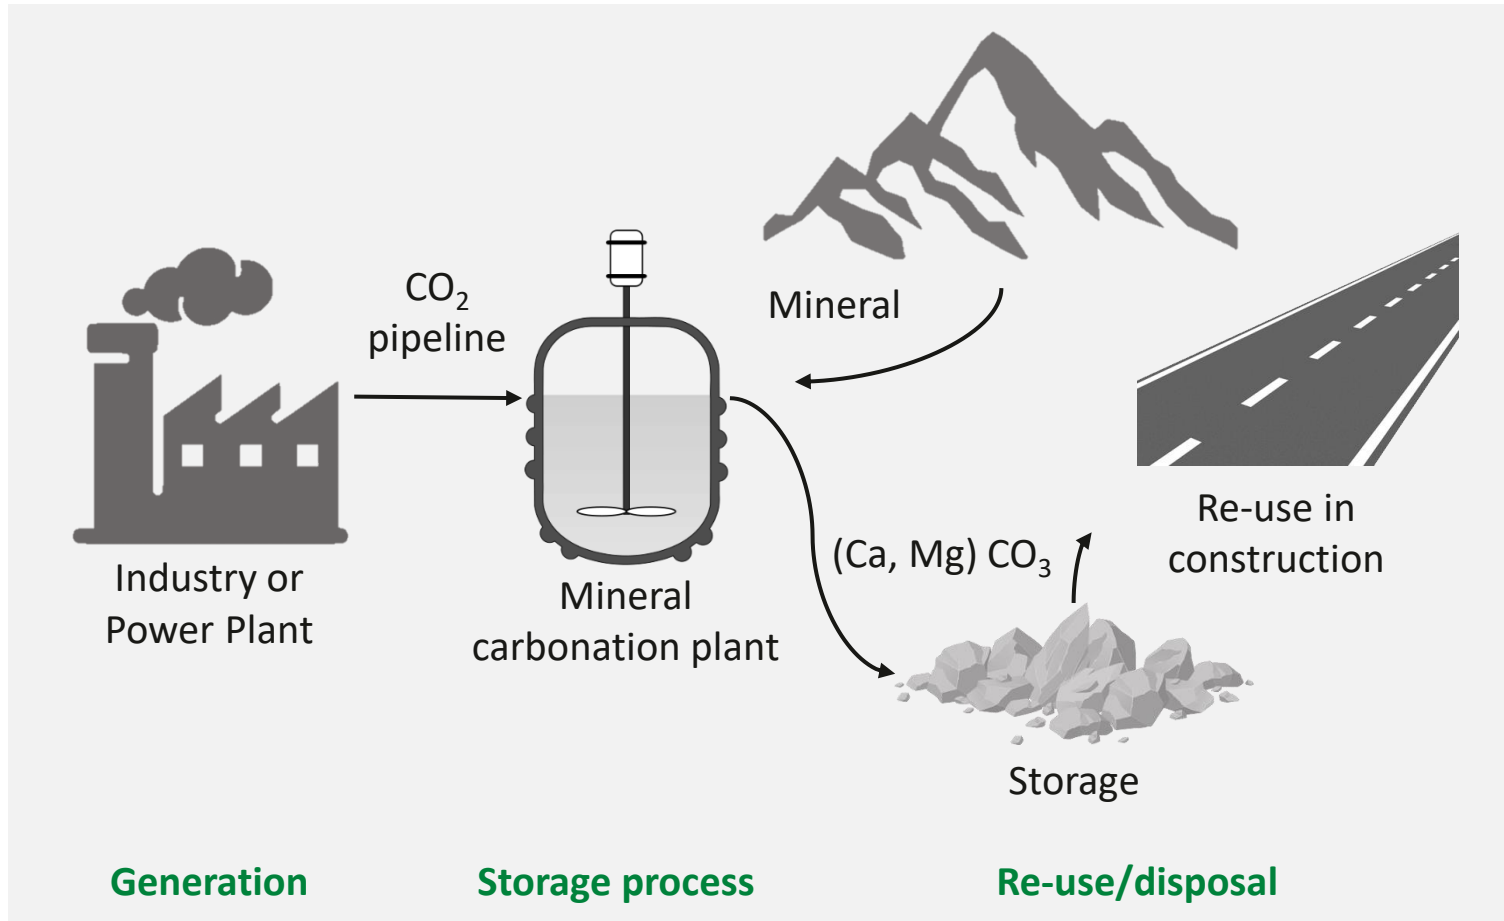 CO₂
pipeline
Mineral
Re-use in
construction
(Ca, Mg) CO₃
Industry or
Power Plant
Mineral
carbonation plant
Storage
Generation
Storage process
Re-use/disposal